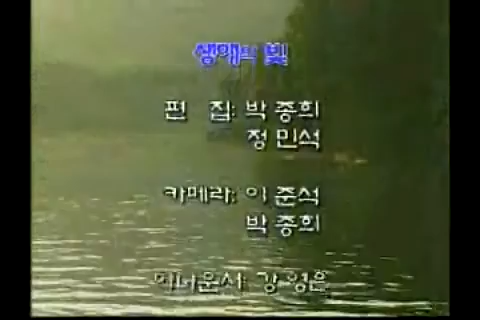 생애의 빛
편 집: 박 종희
정 민석
카메라: 이 준석
박 종희
아나운서: 강 영은